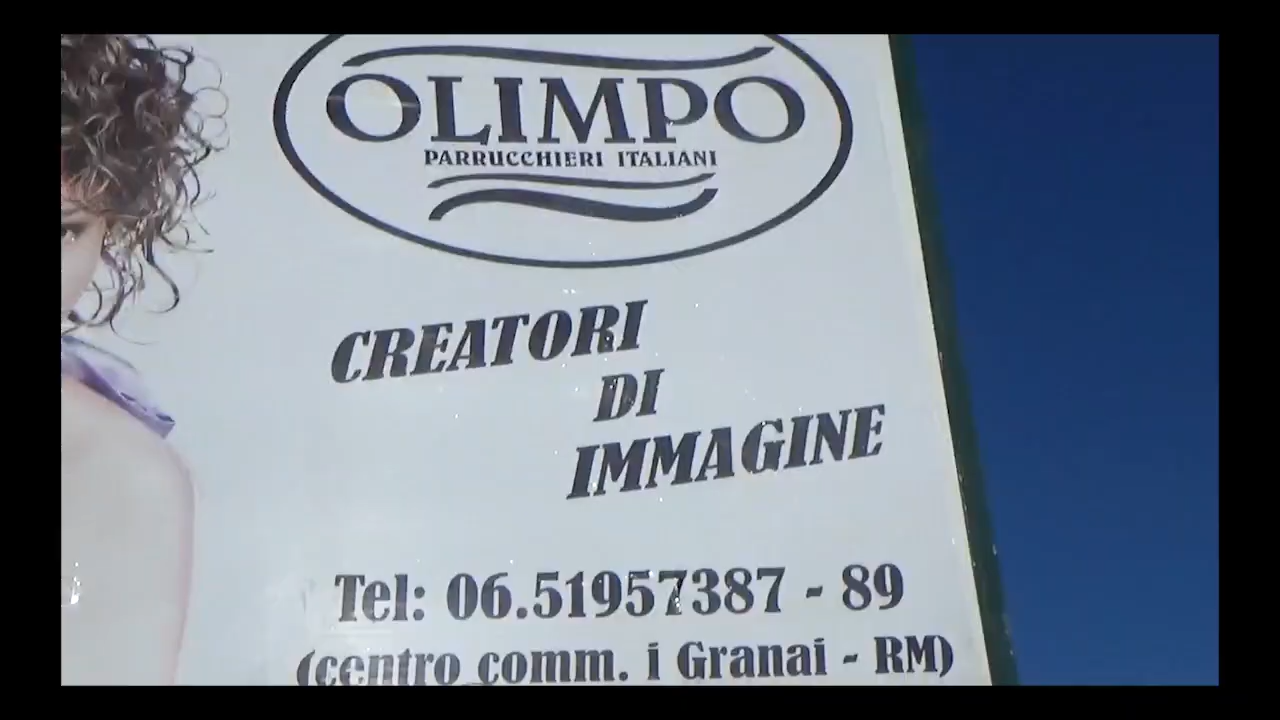 OLIMPO
PARRUCCHIERI ITALIANI
CREATORI
DI
IMMAGINE
Tel: 06.51957387 - 89
(centro comm. i Granai - RM)